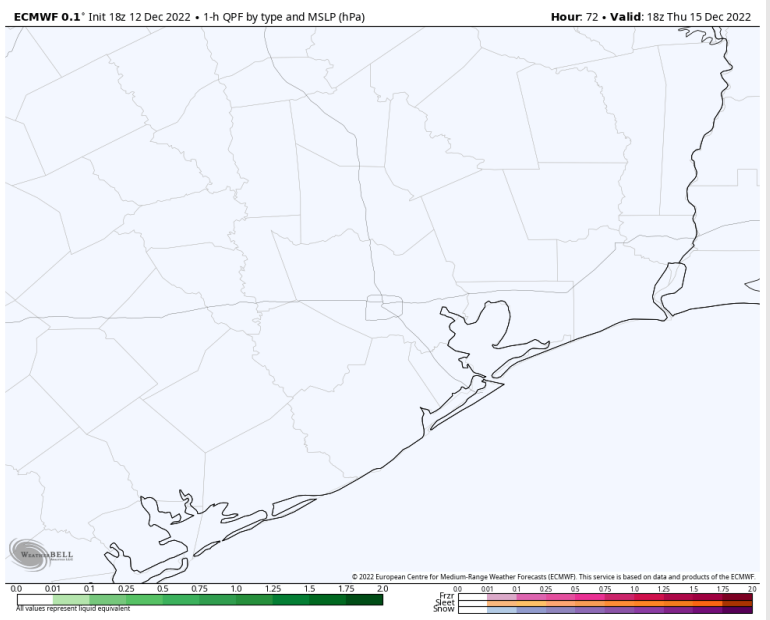 ECMWF 0.1° Init 18z 12 Dec 2022 • 1-h QPF by type and MSLP (hPa)
Hour: 72 • Valid: 18z Thu 15 Dec 2022
WEATHERBELL
© 2022 European Centre for Medium-Range Weather Forecasts (ECMWF). This service is based on data and products of the ECMWF.
0.0 0.01 0.1 0.25 0.5 0.75 1.0 1.25 1.5 1.75 2.0
All values represent liquid equivalent
0.0 0.01 0.1 0.25 0.5 0.75 1.0 1.25 1.5 1.75 2.0
Frzr
Sleet
Snow